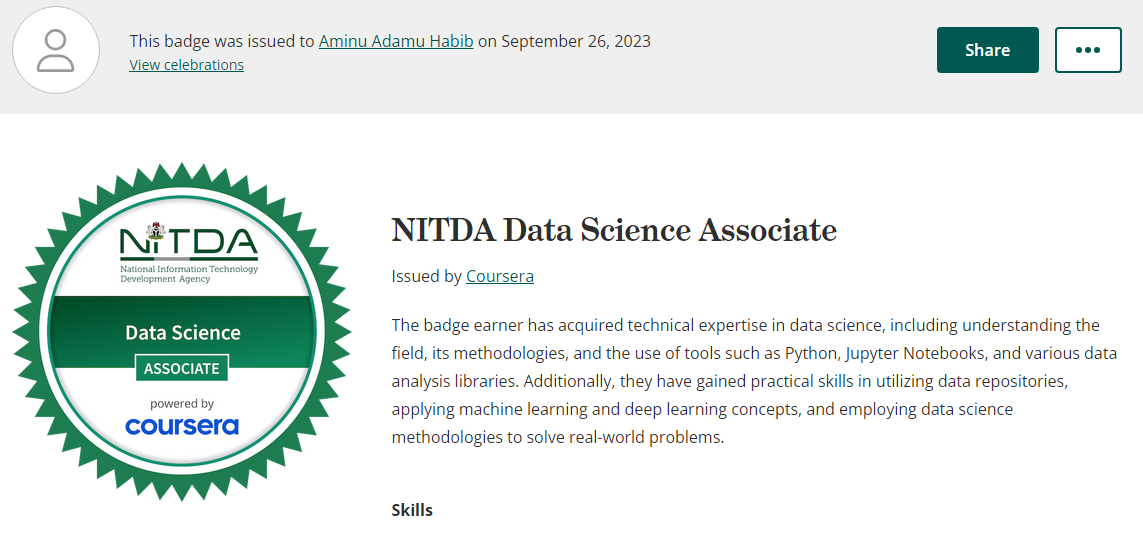 This badge was issued to Aminu Adamu Habib on September 26, 2023
View celebrations
Share
NITDA
National Information Technology
Development Agency
Data Science
ASSOCIATE
powered by
coursera
NITDA Data Science Associate
Issued by Coursera
The badge earner has acquired technical expertise in data science, including understanding the
field, its methodologies, and the use of tools such as Python, Jupyter Notebooks, and various data
analysis libraries. Additionally, they have gained practical skills in utilizing data repositories,
applying machine learning and deep learning concepts, and employing data science
methodologies to solve real-world problems.
Skills